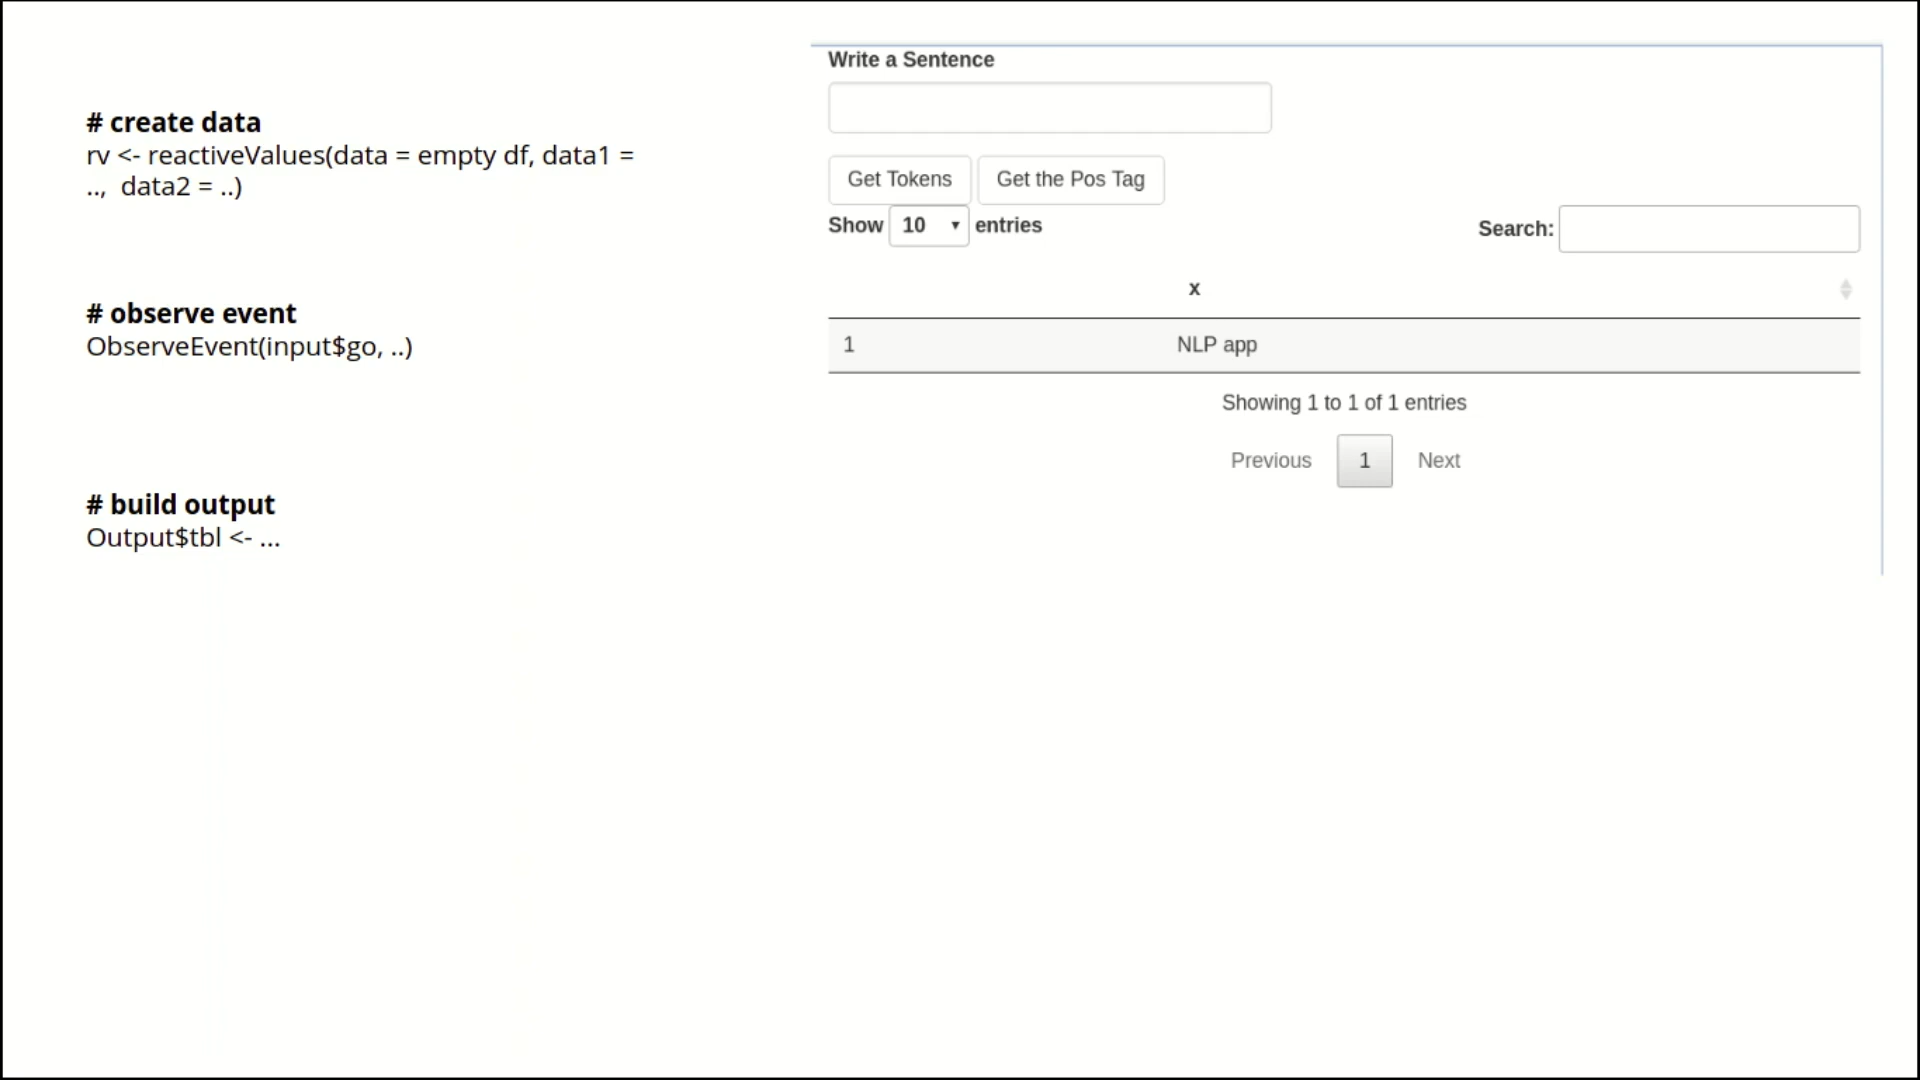 # create data
rv <- reactiveValues(data = empty df, data1 =
..,  data2 = ..)
# observe event
ObserveEvent(input$go, ..)
# build output
Output$tbl <- ...
Write a Sentence
Get Tokens Get the Pos Tag
Show 10 entries Search:
x
1 NLP app
Showing 1 to 1 of 1 entries
Previous 1 Next